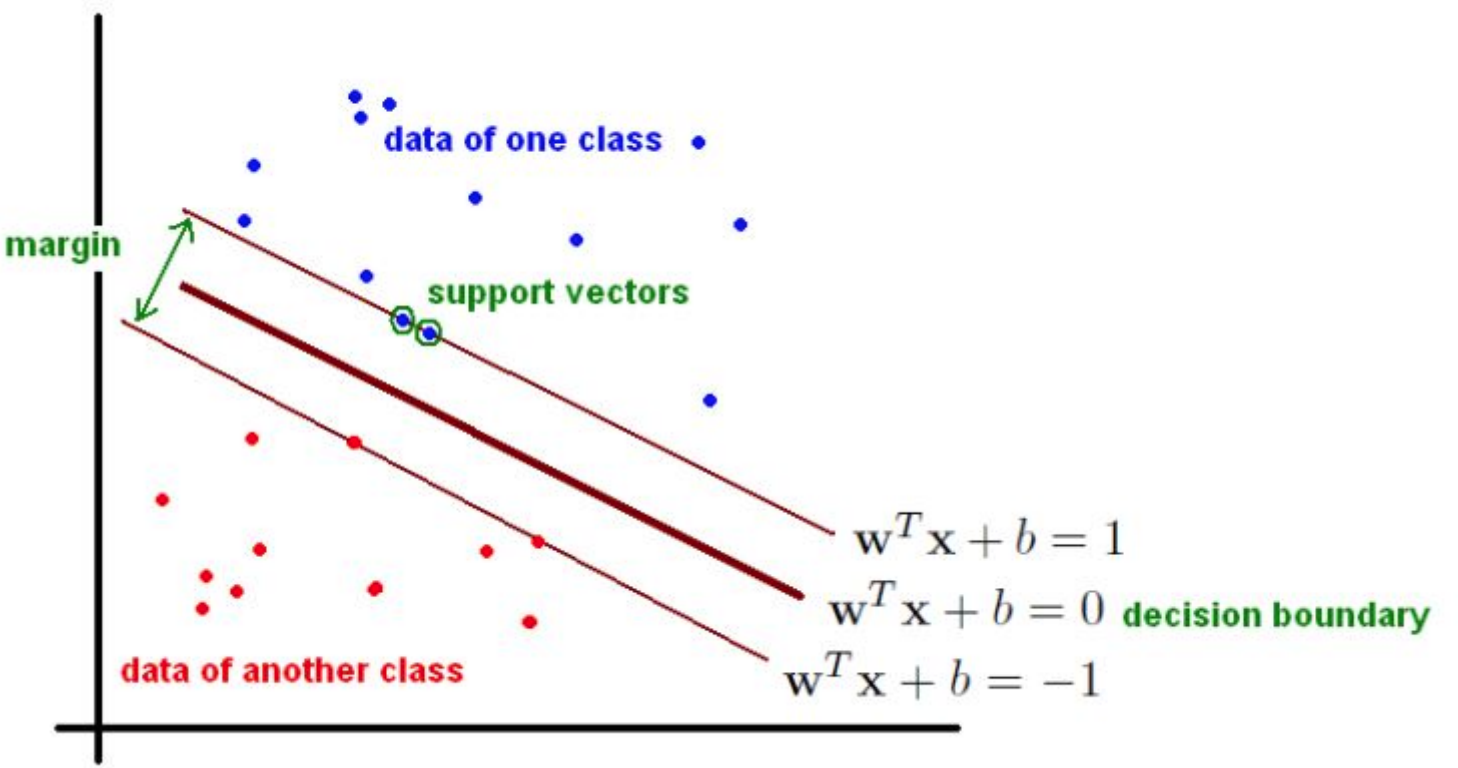 data of one class
margin
support vectors
w^T x + b = 1
w^T x + b = 0 decision boundary
data of another class
w^T x + b = −1